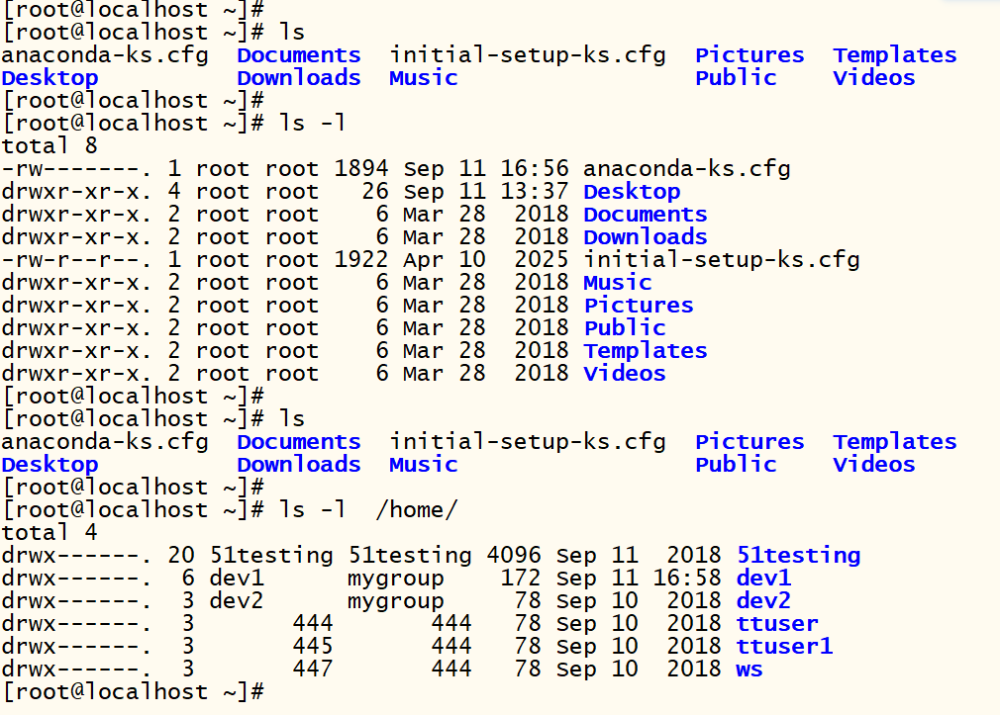 [root@localhost ~]#
[root@localhost ~]# ls
anaconda-ks.cfg  Documents  initial-setup-ks.cfg  Pictures  Templates
Desktop          Downloads  Music                 Public    Videos
[root@localhost ~]#
[root@localhost ~]# ls -l
total 8
-rw-------. 1 root root 1894 Sep 11 16:56 anaconda-ks.cfg
drwxr-xr-x. 4 root root   26 Sep 11 13:37 Desktop
drwxr-xr-x. 2 root root    6 Mar 28  2018 Documents
drwxr-xr-x. 2 root root    6 Mar 28  2018 Downloads
-rw-r--r--. 1 root root 1922 Apr 10  2025 initial-setup-ks.cfg
drwxr-xr-x. 2 root root    6 Mar 28  2018 Music
drwxr-xr-x. 2 root root    6 Mar 28  2018 Pictures
drwxr-xr-x. 2 root root    6 Mar 28  2018 Public
drwxr-xr-x. 2 root root    6 Mar 28  2018 Templates
drwxr-xr-x. 2 root root    6 Mar 28  2018 Videos
[root@localhost ~]#
[root@localhost ~]# ls
anaconda-ks.cfg  Documents  initial-setup-ks.cfg  Pictures  Templates
Desktop          Downloads  Music                 Public    Videos
[root@localhost ~]#
[root@localhost ~]# ls -l  /home/
total 4
drwx------. 20 51testing 51testing 4096 Sep 11  2018 51testing
drwx------.  6 dev1      mygroup    172 Sep 11 16:58 dev1
drwx------.  3 dev2      mygroup     78 Sep 10  2018 dev2
drwx------.  3       444       444   78 Sep 10  2018 ttuser
drwx------.  3       445       444   78 Sep 10  2018 ttuser1
drwx------.  3       447       444   78 Sep 10  2018 ws
[root@localhost ~]#